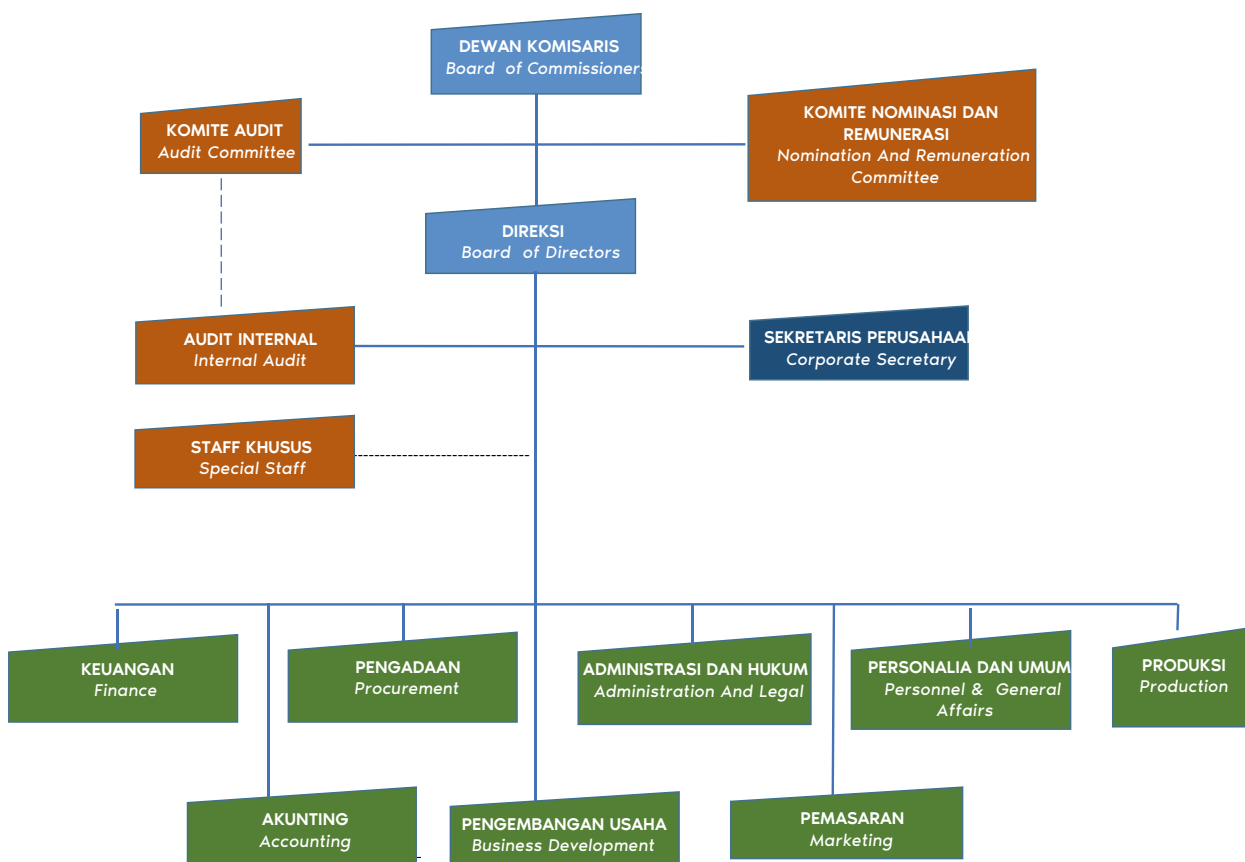 DEWAN KOMISARIS
Board of Commissioners
KOMITE AUDIT
Audit Committee
KOMITE NOMINASI DAN
REMUNERASI
Nomination And Remuneration
Committee
DIREKSI
Board of Directors
AUDIT INTERNAL
Internal Audit
SEKRETARIS PERUSAHAAN
Corporate Secretary
STAFF KHUSUS
Special Staff
KEUANGAN
Finance
PENGADAAN
Procurement
ADMINISTRASI DAN HUKUM
Administration And Legal
PERSONALIA DAN UMUM
Personnel & General
Affairs
PRODUKSI
Production
AKUNTING
Accounting
PENGEMBANGAN USAHA
Business Development
PEMASARAN
Marketing